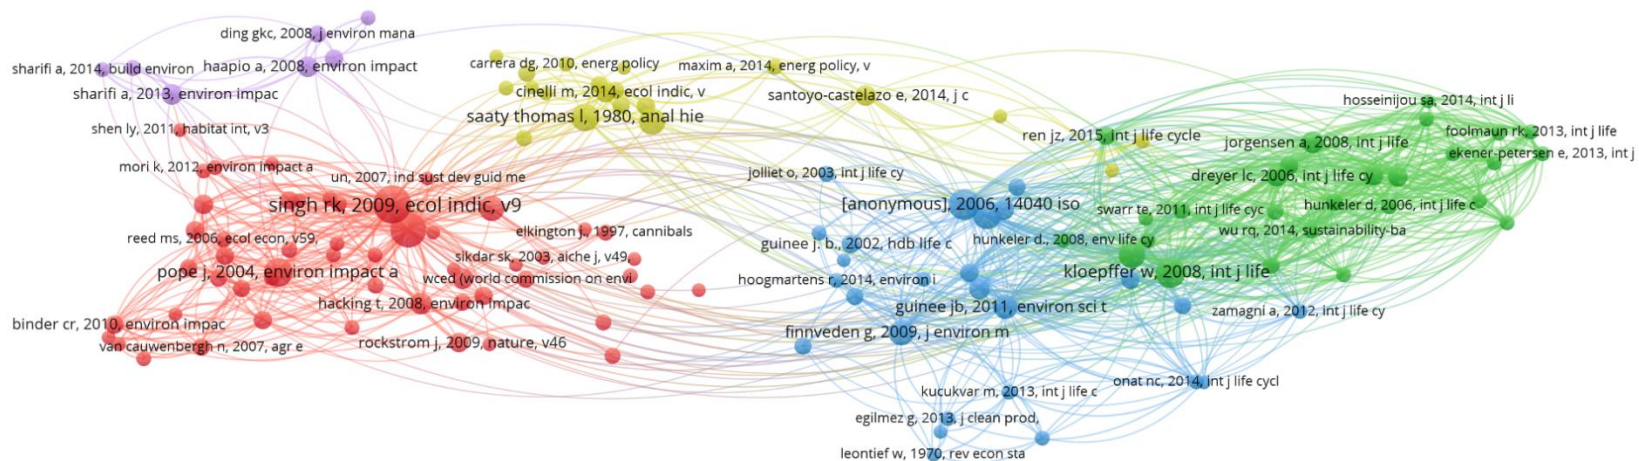 ding gkc, 2008, j environ mana
sharifi a, 2014, build environ
haapio a, 2008, environ impact
sharifi a, 2013, environ impac
shen ly, 2011, habitat int, v3
mori k, 2012, environ impact a
un, 2007, ind sust dev guid me
singh rk, 2009, ecol indic, v9
reed ms, 2006, ecol econ, v59,
elkington j., 1997, cannibals
sikdar sk, 2003, aiche j, v49,
pope j, 2004, environ impact a
wced (world commission on envi
hacking t, 2008, environ impac
binder cr, 2010, environ impac
van cauwenbergh n, 2007, agr e
rockstrom j, 2009, nature, v46
carrera dg, 2010, energ policy
cinelli m, 2014, ecol indic, v
saaty thomas l, 1980, anal hie
maxim a, 2014, energ policy, v
santoyo-castelazo e, 2014, j c
jolliet o, 2003, int j life cy
[anonymous], 2006, 14040 iso
guinee j. b., 2002, hdb life c
hunkeler d., 2008, env life cy
hoogmartens r, 2014, environ i
guinee jb, 2011, environ sci t
finnveden g, 2009, j environ m
kucukvar m, 2013, int j life c
egilmez g, 2013, j clean prod,
leontief w, 1970, rev econ sta
onat nc, 2014, int j life cycl
zamagni a, 2012, int j life cy
hosseinijou sa, 2014, int j li
ren jz, 2015, int j life cycle
jorgensen a, 2008, int j life
foolmaun rk, 2013, int j life
ekener-petersen e, 2013, int j
dreyer lc, 2006, int j life cy
swarr te, 2011, int j life cyc
hunkeler d, 2006, int j life c
wu rq, 2014, sustainability-ba
kloepffer w, 2008, int j life